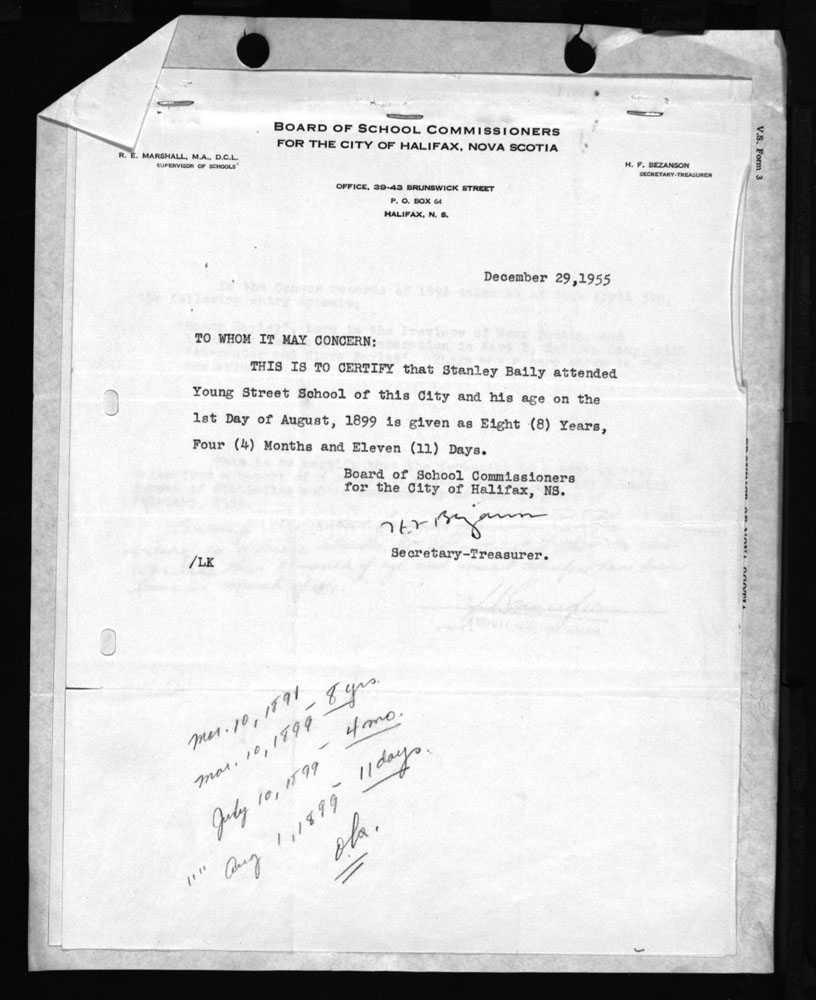 BOARD OF SCHOOL COMMISSIONERS
FOR THE CITY OF HALIFAX, NOVA SCOTIA
R. E. MARSHALL, M.A., D.C.L.
SUPERVISOR OF SCHOOLS
H. F. BEZANSON
SECRETARY-TREASURER
V.S. Form 3
OFFICE, 39-43 BRUNSWICK STREET
P. O. BOX 64
HALIFAX, N. S.
December 29,1955
TO WHOM IT MAY CONCERN:
THIS IS TO CERTIFY that Stanley Baily attended
Young Street School of this City and his age on the
1st Day of August, 1899 is given as Eight (8) Years,
Four (4) Months and Eleven (11) Days.
Board of School Commissioners
for the City of Halifax, NS.
H. F. Bezanson
Secretary-Treasurer.
/LK
Mar. 10, 1891 – 8 yrs.
Mar. 10, 1899
July 10, 1899 – 4 mo.
"" Aug 1, 1899 – 11 days.